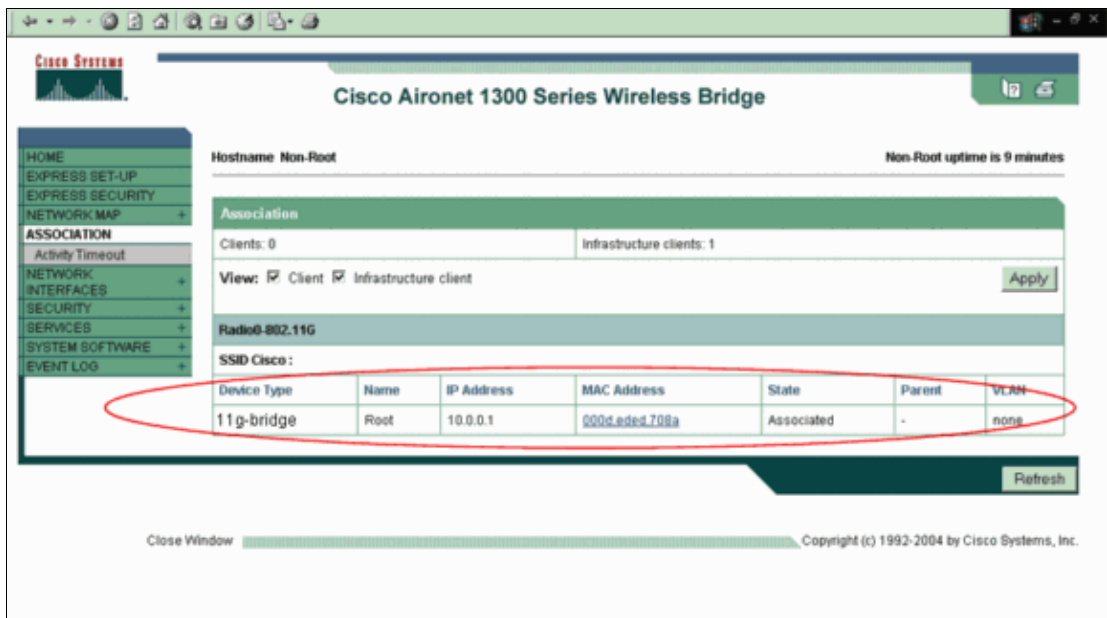 CISCO SYSTEMS
Cisco Aironet 1300 Series Wireless Bridge
HOME
EXPRESS SET-UP
EXPRESS SECURITY
NETWORK MAP +
ASSOCIATION
Activity Timeout
NETWORK INTERFACES +
SECURITY +
SERVICES +
SYSTEM SOFTWARE +
EVENT LOG +
Hostname Non-Root Non-Root uptime is 9 minutes
Association
Clients: 0 Infrastructure clients: 1
View: Client Infrastructure client Apply
Radio0-802.11G
SSID Cisco :
Device Type Name IP Address MAC Address State Parent VLAN
11g-bridge Root 10.0.0.1 000d.eded.708a Associated - none
Refresh
Close Window Copyright (c) 1992-2004 by Cisco Systems, Inc.